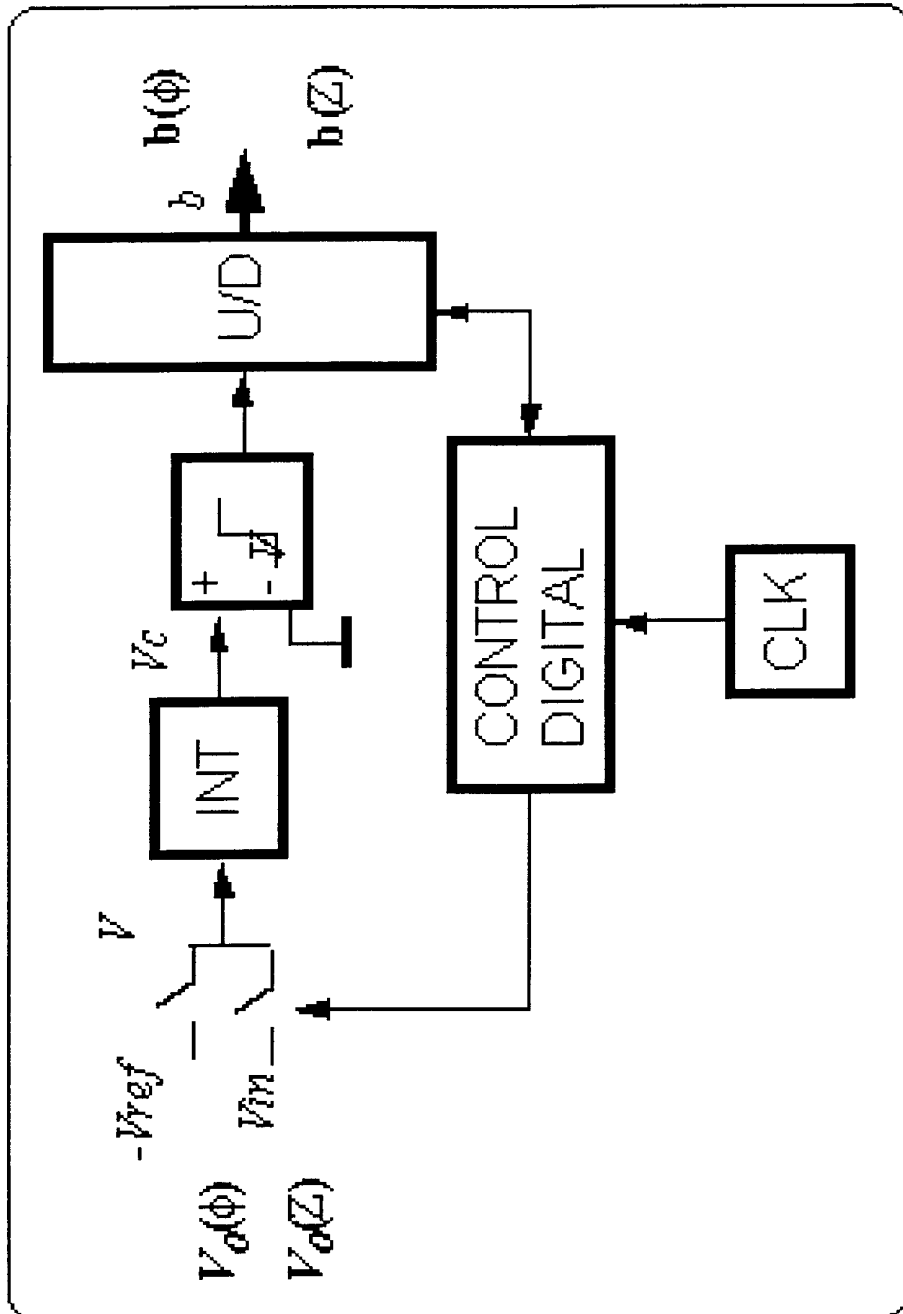 -Vref
Vin
Vo(ϕ)
Vo(Z)
V
INT
Vc
+
-
U/D
b
b(ϕ)
b(Z)
CONTROL
DIGITAL
CLK